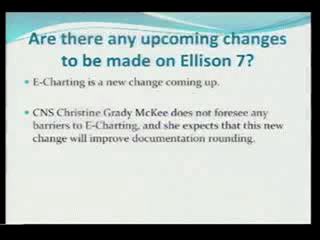 Are there any upcoming changes
to be made on Ellison 7?
E-Charting is a new change coming up.
CNS Christine Grady McKee does not foresee any
barriers to E-Charting, and she expects that this new
change will improve documentation rounding.